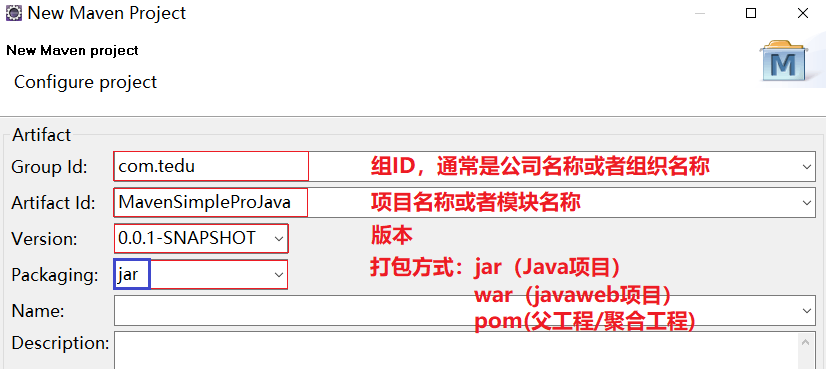 New Maven Project
New Maven project
Configure project
M
Artifact
Group Id: com.tedu 组ID，通常是公司名称或者组织名称
Artifact Id: MavenSimpleProJava 项目名称或者模块名称
Version: 0.0.1-SNAPSHOT 版本
Packaging: jar 打包方式：jar（Java项目）
war（javaweb项目）
Name:
pom(父工程/聚合工程)
Description: